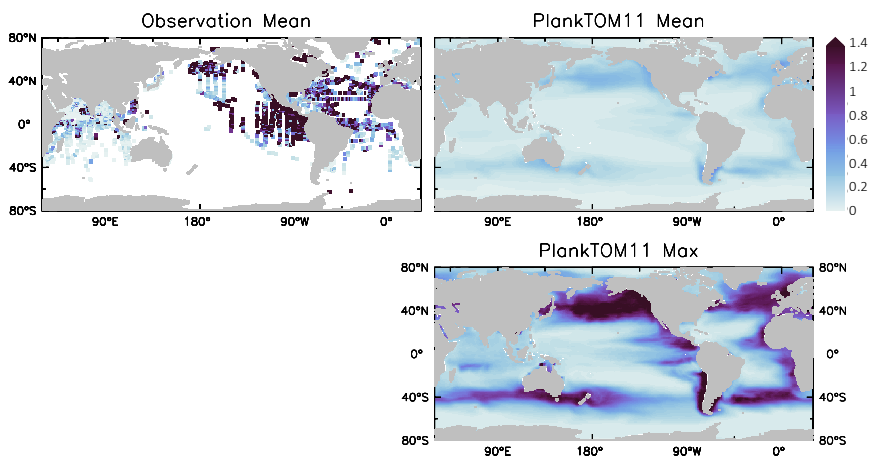 Observation Mean
PlankTOM11 Mean
80°N
40°N
0°
40°S
80°S
90°E
180°
90°W
0°
90°E
180°
90°W
0°
1.4
1.2
1
0.8
0.6
0.4
0.2
0
PlankTOM11 Max
80°N
40°N
0°
40°S
80°S
80°N
40°N
0°
40°S
80°S
90°E
180°
90°W
0°